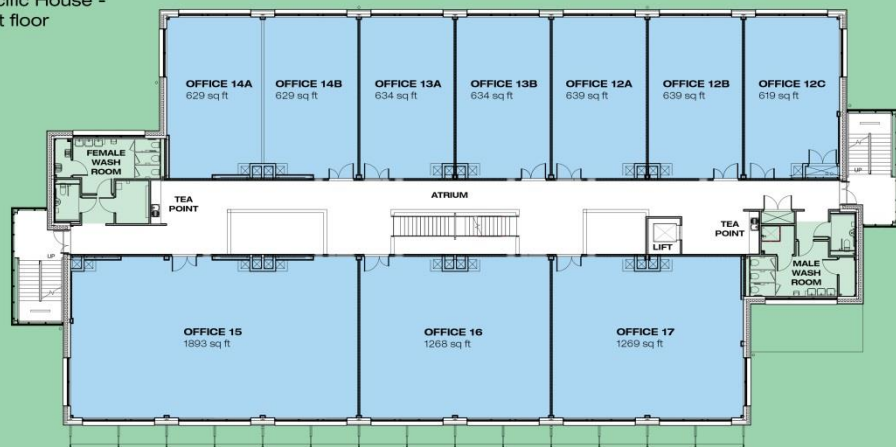 cific House -
t floor
OFFICE 14A
629 sq ft
OFFICE 14B
629 sq ft
OFFICE 13A
634 sq ft
OFFICE 13B
634 sq ft
OFFICE 12A
639 sq ft
OFFICE 12B
639 sq ft
OFFICE 12C
619 sq ft
FEMALE
WASH
ROOM
UP
TEA
POINT
ATRIUM
LIFT
TEA
POINT
UP
MALE
WASH
ROOM
OFFICE 15
1893 sq ft
OFFICE 16
1268 sq ft
OFFICE 17
1269 sq ft